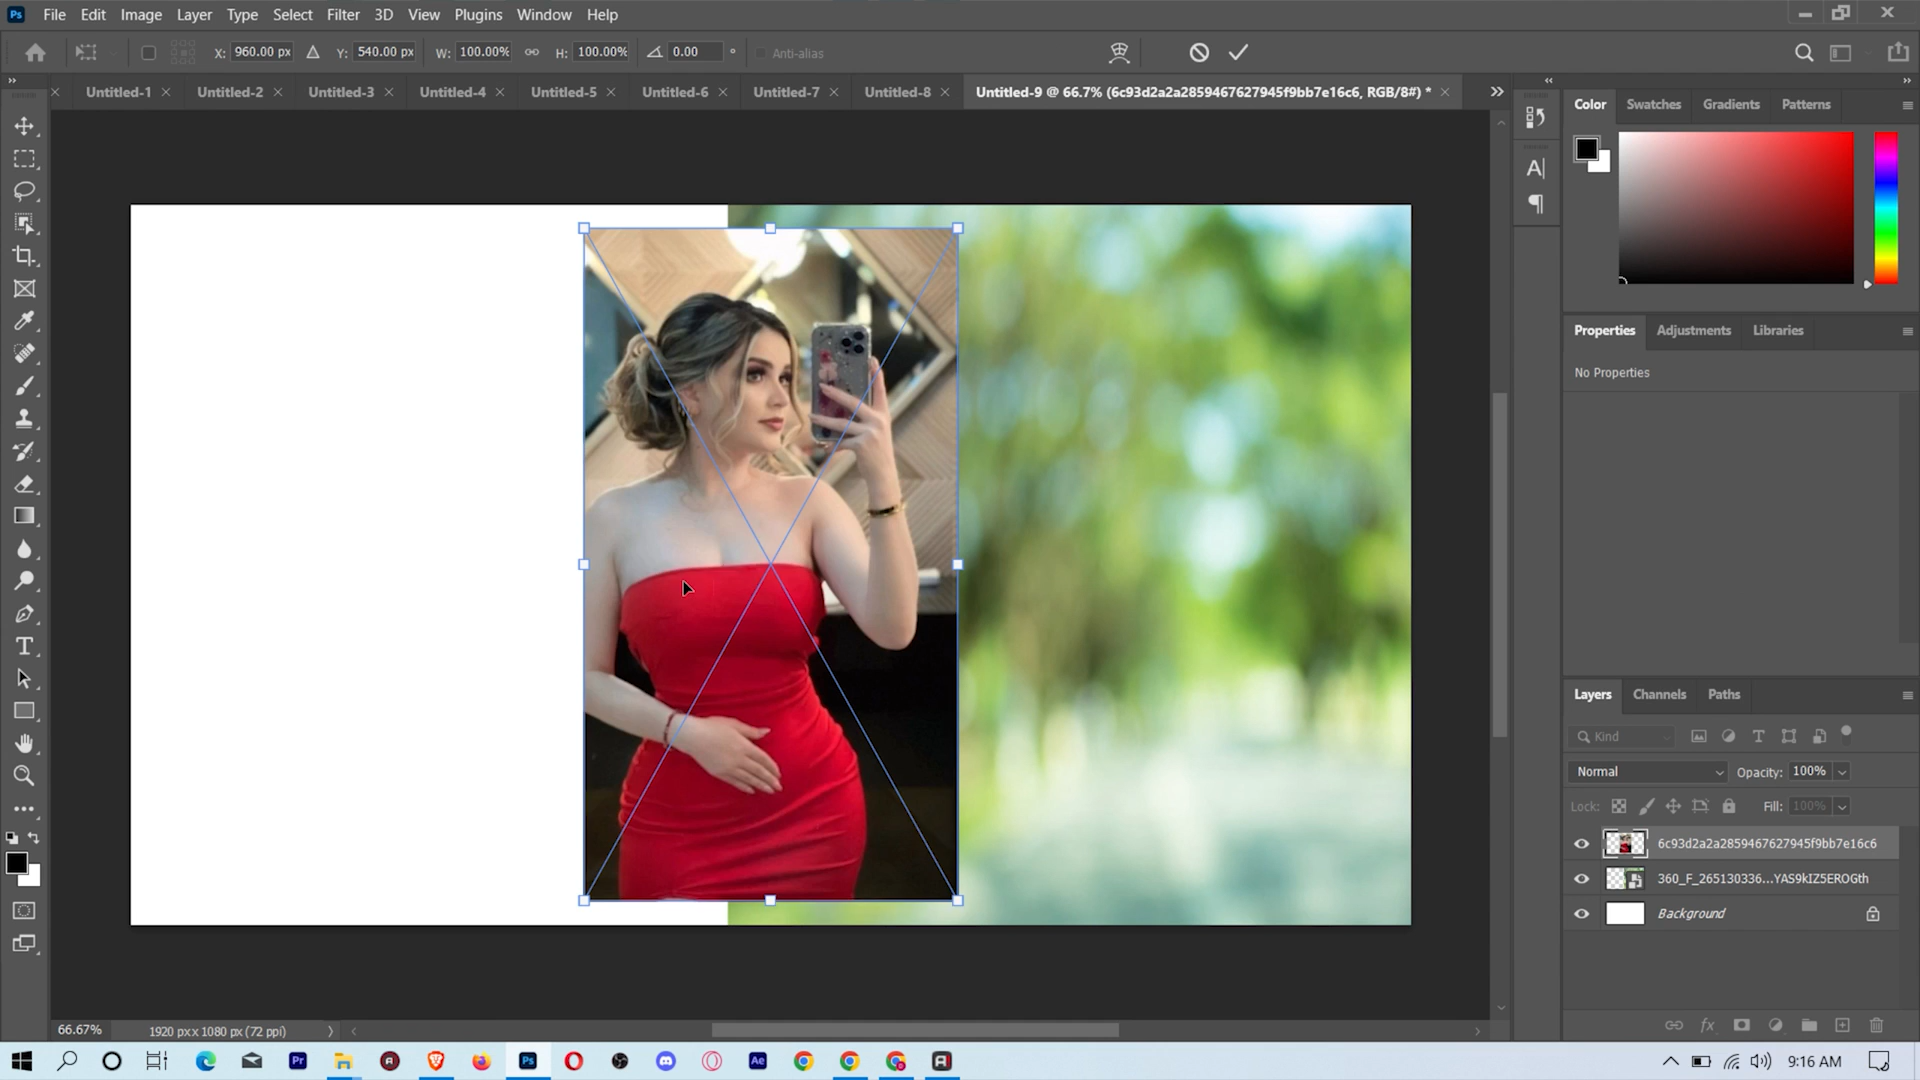 Ps File Edit Image Layer Type Select Filter 3D View Plugins Window Help
X: 960.00 px Y: 540.00 px W: 100.00% H: 100.00% 0.00 ° Anti-alias
Untitled-1 Untitled-2 Untitled-3 Untitled-4 Untitled-5 Untitled-6 Untitled-7 Untitled-8 Untitled-9 @ 66.7% (6c93d2a2a2859467627945f9bb7e16c6, RGB/8#) *
Color Swatches Gradients Patterns
Properties Adjustments Libraries
No Properties
Layers Channels Paths
Kind
Normal Opacity: 100%
Lock: Fill: 100%
6c93d2a2a2859467627945f9bb7e16c6
360_F_265130336...YAS9kIZ5EROGth
Background
66.67% 1920 px x 1080 px (72 ppi)
Pr Ps Ae 9:16 AM